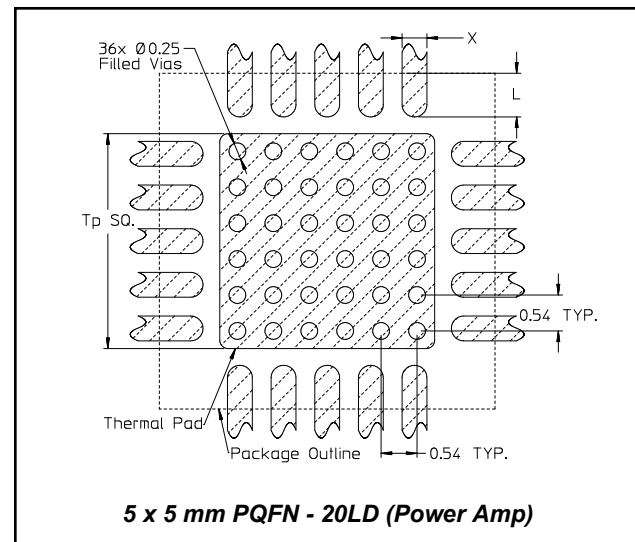 36x Ø0.25
Filled Vias
X
L
Tp SQ.
0.54 TYP.
Thermal Pad
Package Outline
0.54 TYP.
5 x 5 mm PQFN - 20LD (Power Amp)